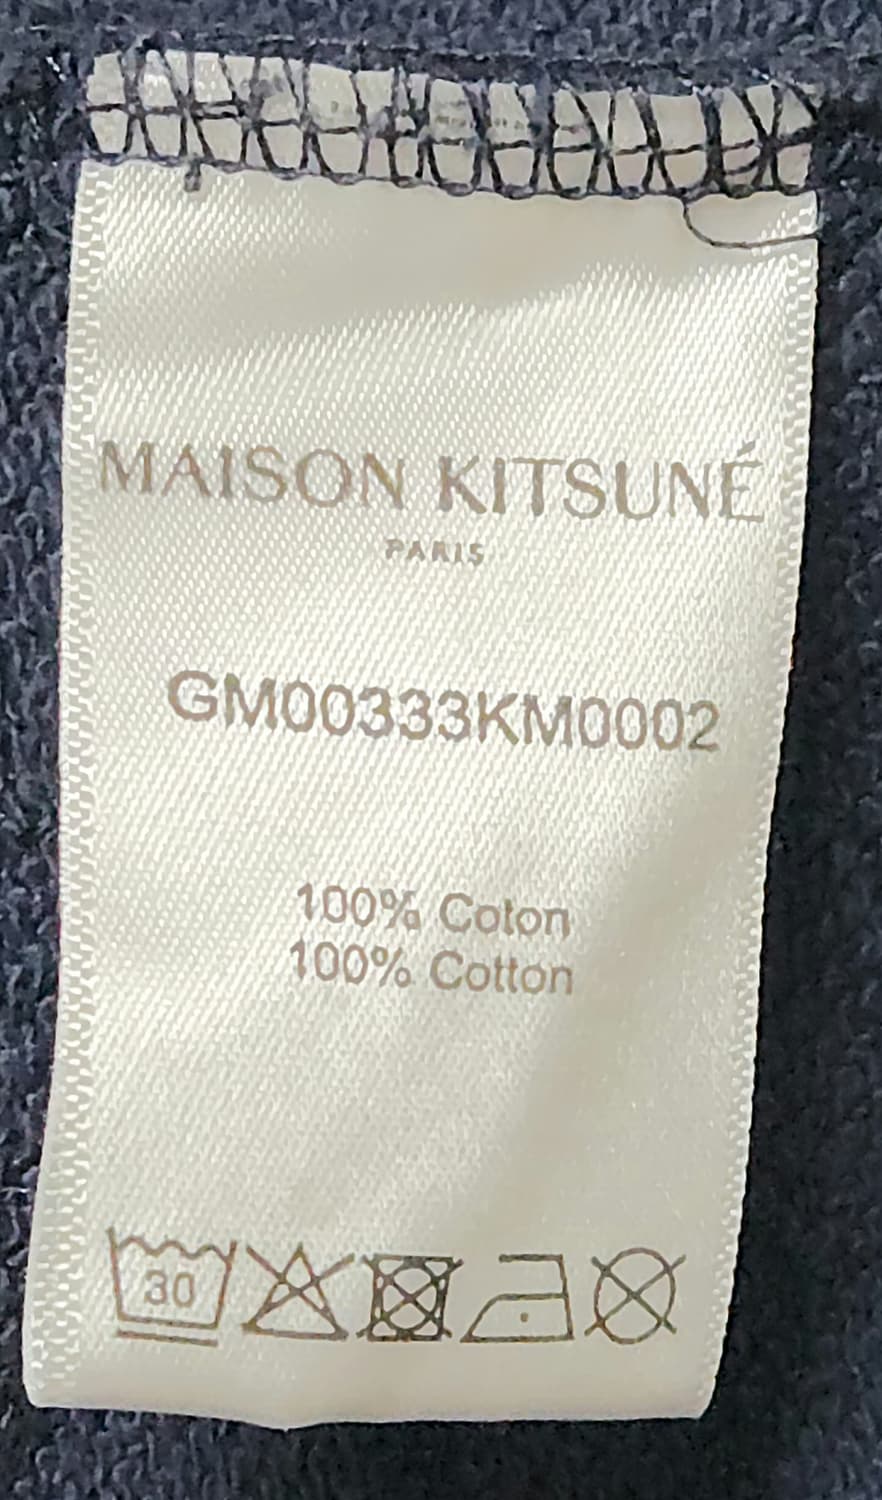 MAISON KITSUNÉ
PARIS
GM00333KM0002
100% Coton
100% Cotton
30